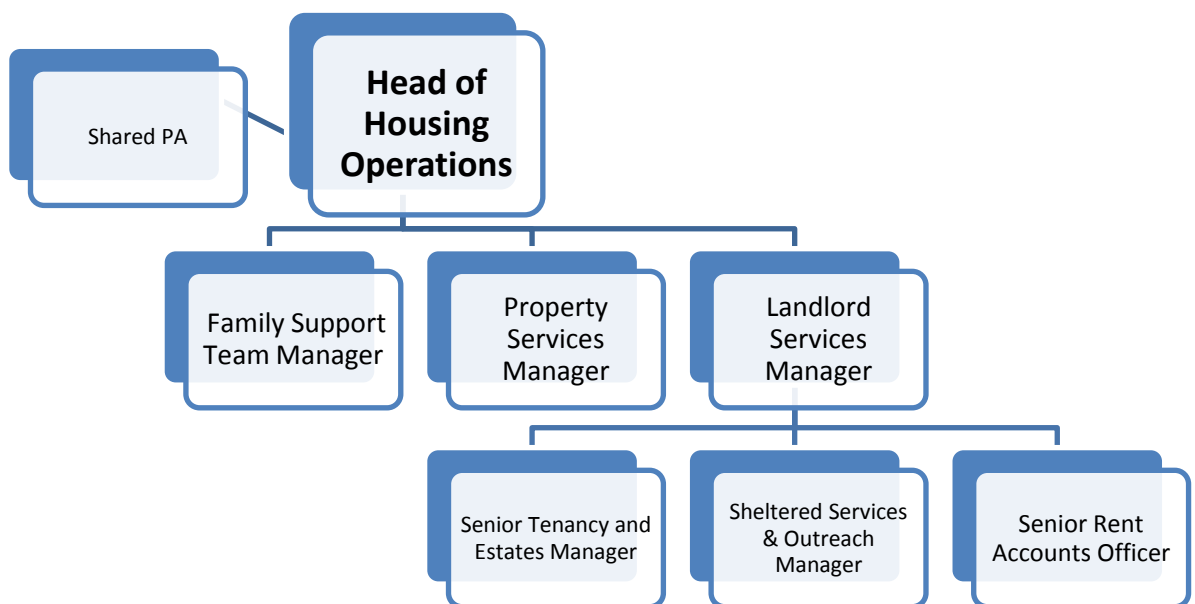 Shared PA
Head of
Housing
Operations
Family Support
Team Manager
Property
Services
Manager
Landlord
Services
Manager
Senior Tenancy and
Estates Manager
Sheltered Services
& Outreach
Manager
Senior Rent
Accounts Officer